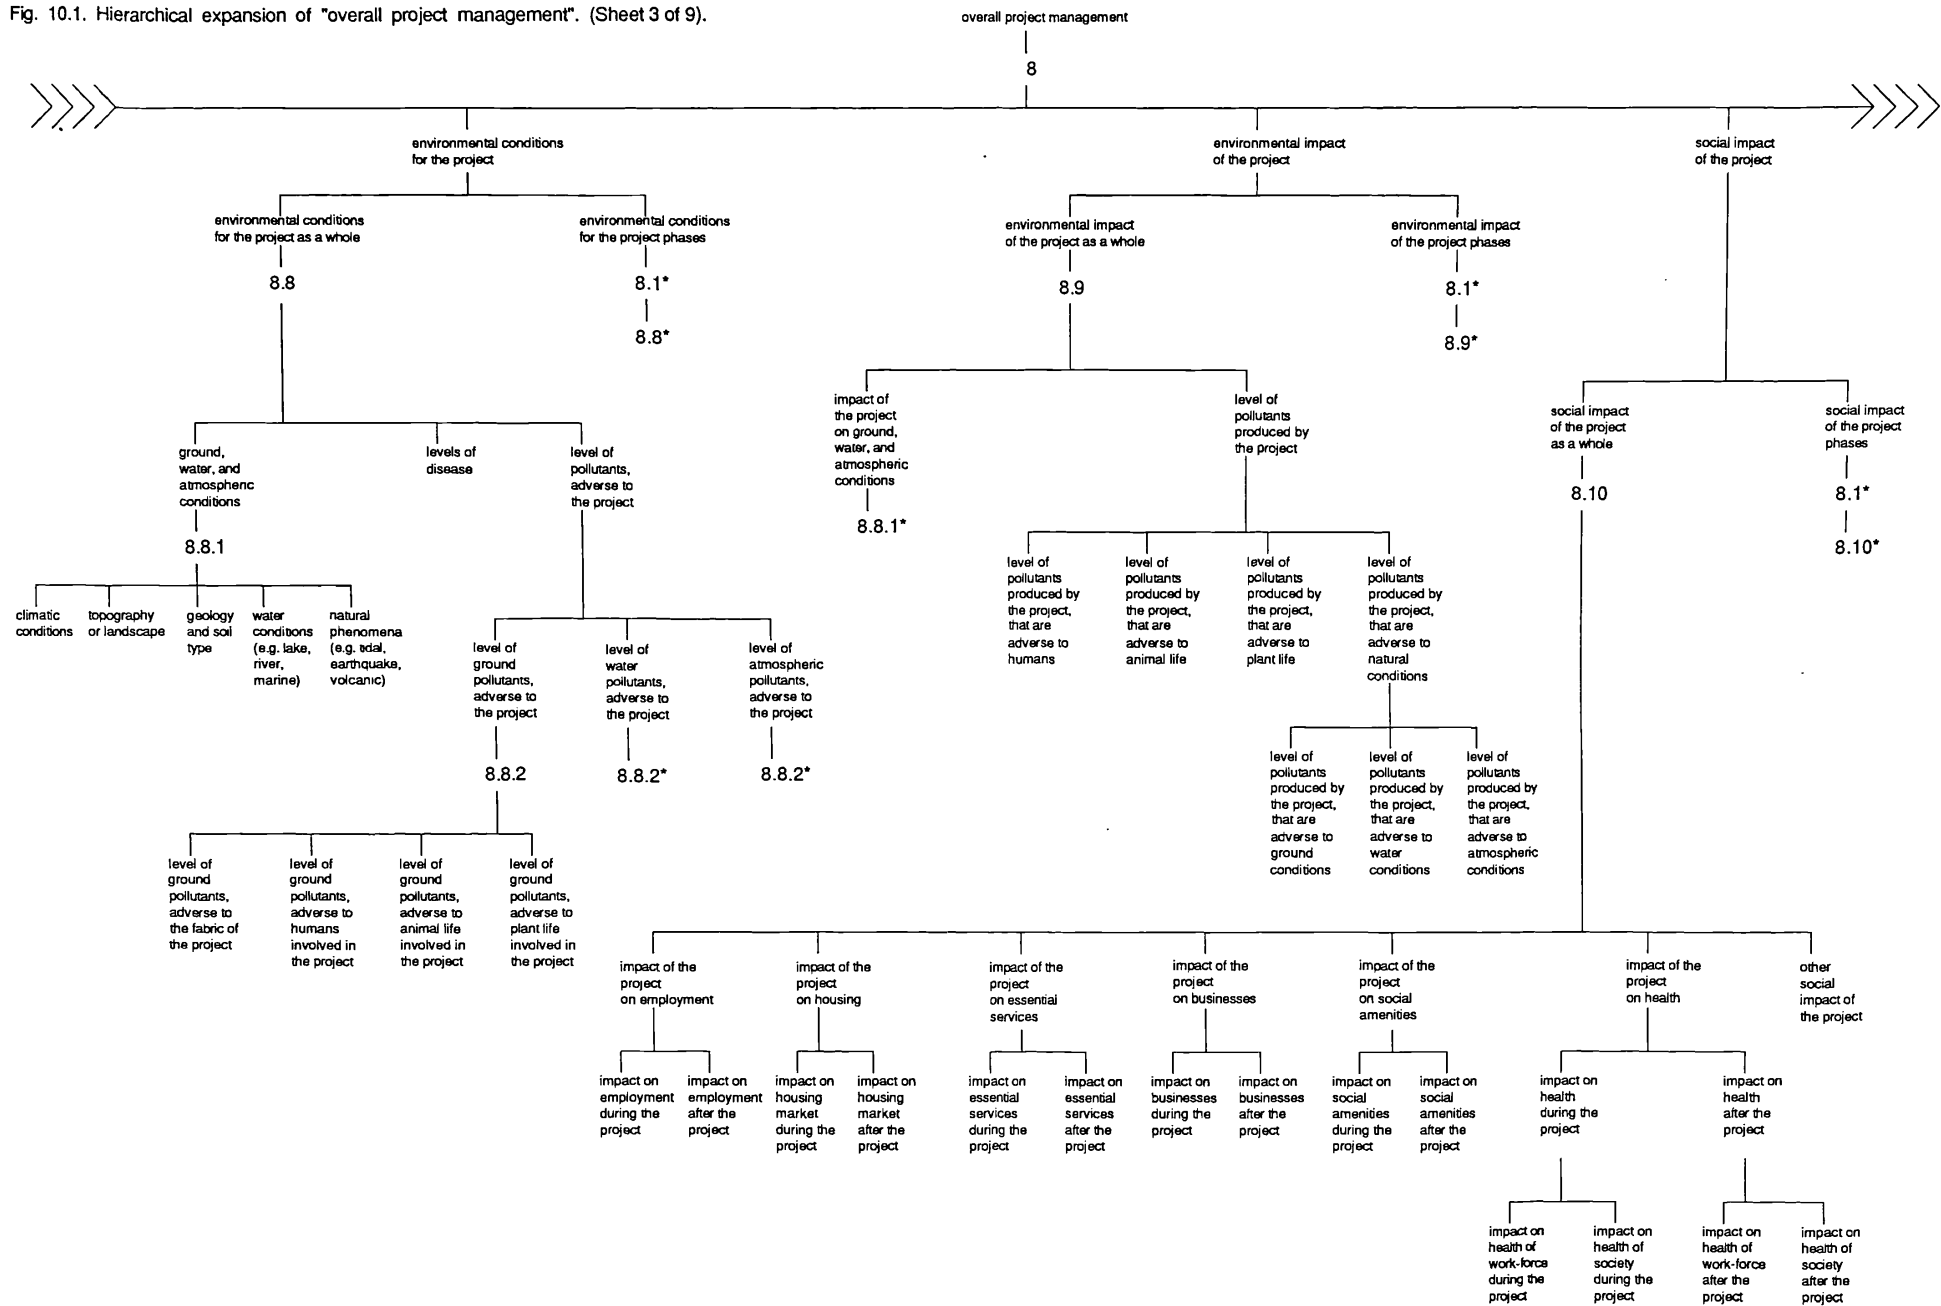 Fig. 10.1. Hierarchical expansion of "overall project management". (Sheet 3 of 9).
overall project management
8
environmental conditions
for the project
environmental impact
of the project
social impact
of the project
environmental conditions
for the project as a whole
8.8
environmental conditions
for the project phases
8.1*
8.8*
environmental impact
of the project as a whole
8.9
environmental impact
of the project phases
8.1*
8.9*
social impact
of the project
as a whole
8.10
social impact
of the project
phases
8.1*
8.10*
ground,
water, and
atmospheric
conditions
8.8.1
levels of
disease
level of
pollutants,
adverse to
the project
impact of
the project
on ground,
water, and
atmospheric
conditions
8.8.1*
level of
pollutants
produced by
the project
climatic
conditions
topography
or landscape
geology
and soil
type
water
conditions
(e.g. lake,
river,
marine)
natural
phenomena
(e.g. tidal,
earthquake,
volcanic)
level of
ground
pollutants,
adverse to
the project
8.8.2
level of
water
pollutants,
adverse to
the project
8.8.2*
level of
atmospheric
pollutants,
adverse to
the project
8.8.2*
level of
pollutants
produced by
the project,
that are
adverse to
humans
level of
pollutants
produced by
the project,
that are
adverse to
animal life
level of
pollutants
produced by
the project,
that are
adverse to
plant life
level of
pollutants
produced by
the project,
that are
adverse to
natural
conditions
level of
pollutants
produced by
the project,
that are
adverse to
ground
conditions
level of
pollutants
produced by
the project,
that are
adverse to
water
conditions
level of
pollutants
produced by
the project,
that are
adverse to
atmospheric
conditions
level of
ground
pollutants,
adverse to
the fabric of
the project
level of
ground
pollutants,
adverse to
humans
involved in
the project
level of
ground
pollutants,
adverse to
animal life
involved in
the project
level of
ground
pollutants,
adverse to
plant life
involved in
the project
impact of the
project
on employment
impact of the
project
on housing
impact of the
project
on essential
services
impact of the
project
on businesses
impact of the
project
on social
amenities
impact of the
project
on health
other
social
impact of
the project
impact on
employment
during the
project
impact on
employment
after the
project
impact on
housing
market
during the
project
impact on
housing
market
after the
project
impact on
essential
services
during the
project
impact on
essential
services
after the
project
impact on
businesses
during the
project
impact on
businesses
after the
project
impact on
social
amenities
during the
project
impact on
social
amenities
after the
project
impact on
health
during the
project
impact on
health
after the
project
impact on
health of
work-force
during the
project
impact on
health of
society
during the
project
impact on
health of
work-force
after the
project
impact on
health of
society
after the
project